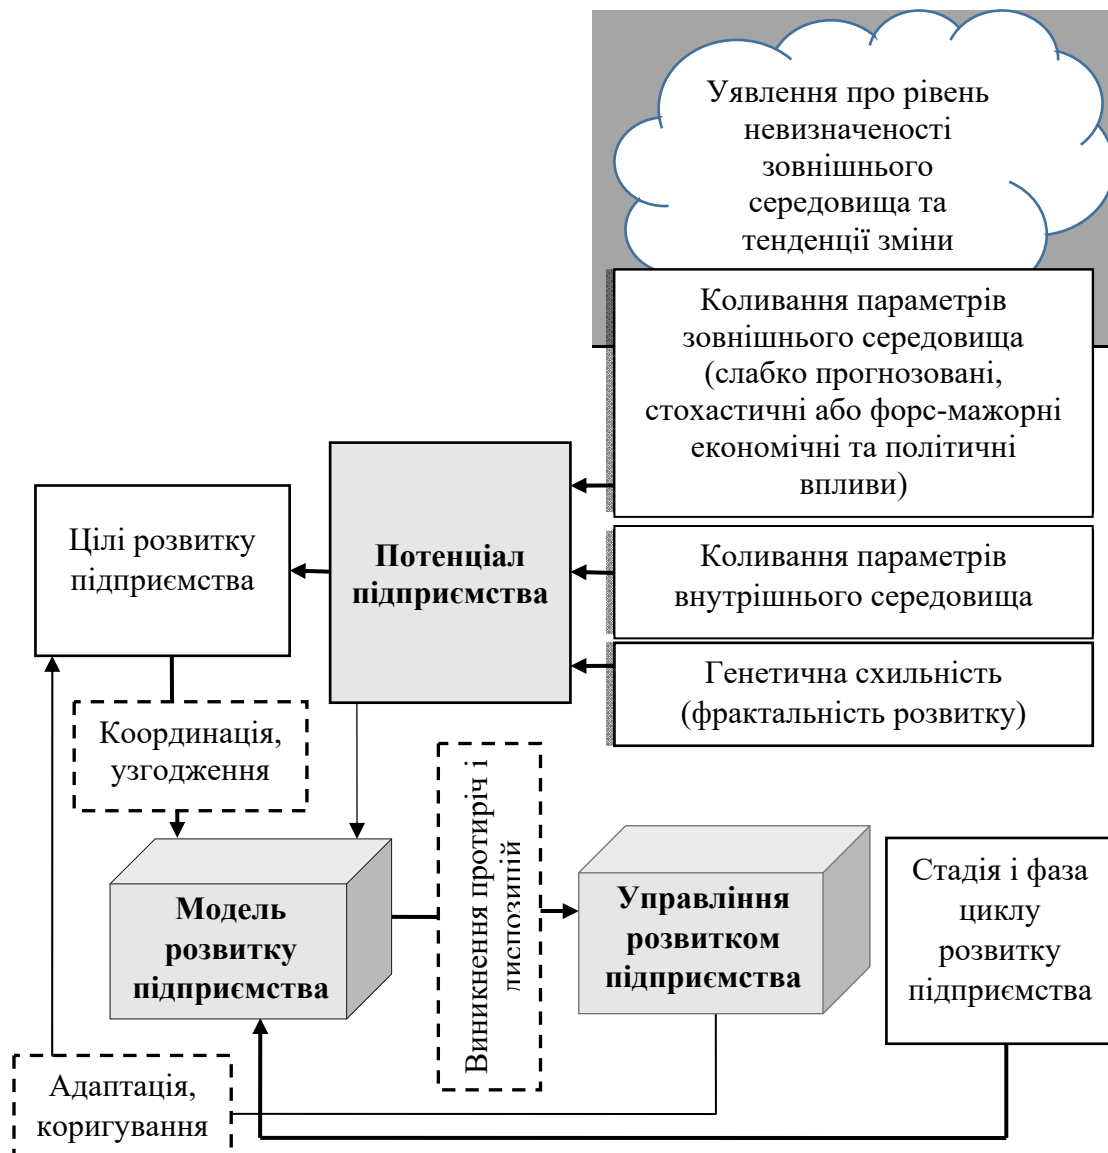 Уявлення про рівень
невизначеності
зовнішнього
середовища та
тенденції зміни
Коливання параметрів
зовнішнього середовища
(слабко прогнозовані,
стохастичні або форс-мажорні
економічні та політичні
впливи)
Цілі розвитку
підприємства
Потенціал
підприємства
Коливання параметрів
внутрішнього середовища
Генетична схильність
(фрактальність розвитку)
Координація,
узгодження
Виникнення протиріч і
диспозицій
Модель
розвитку
підприємства
Управління
розвитком
підприємства
Стадія і фаза
циклу
розвитку
підприємства
Адаптація,
коригування